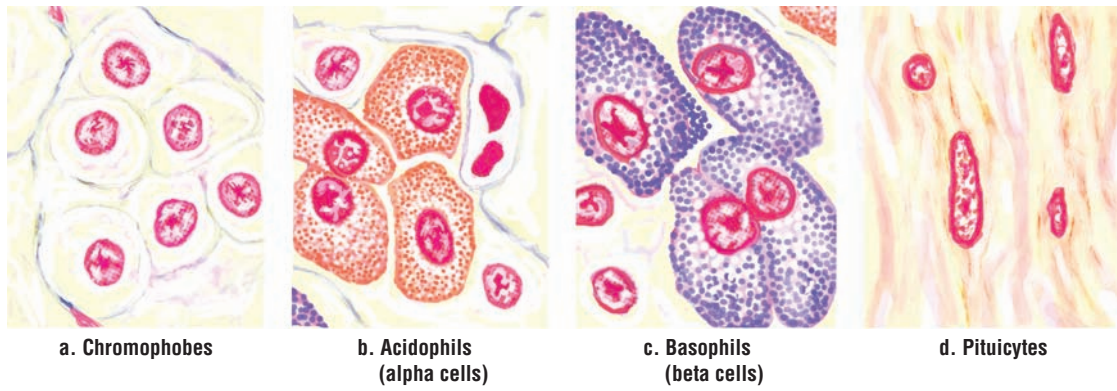 a. Chromophobes
b. Acidophils
(alpha cells)
c. Basophils
(beta cells)
d. Pituicytes